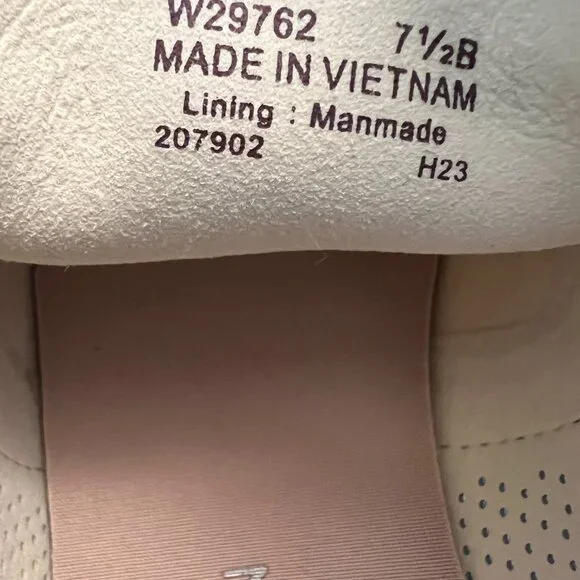 W29762 7½B
MADE IN VIETNAM
Lining : Manmade
207902 H23